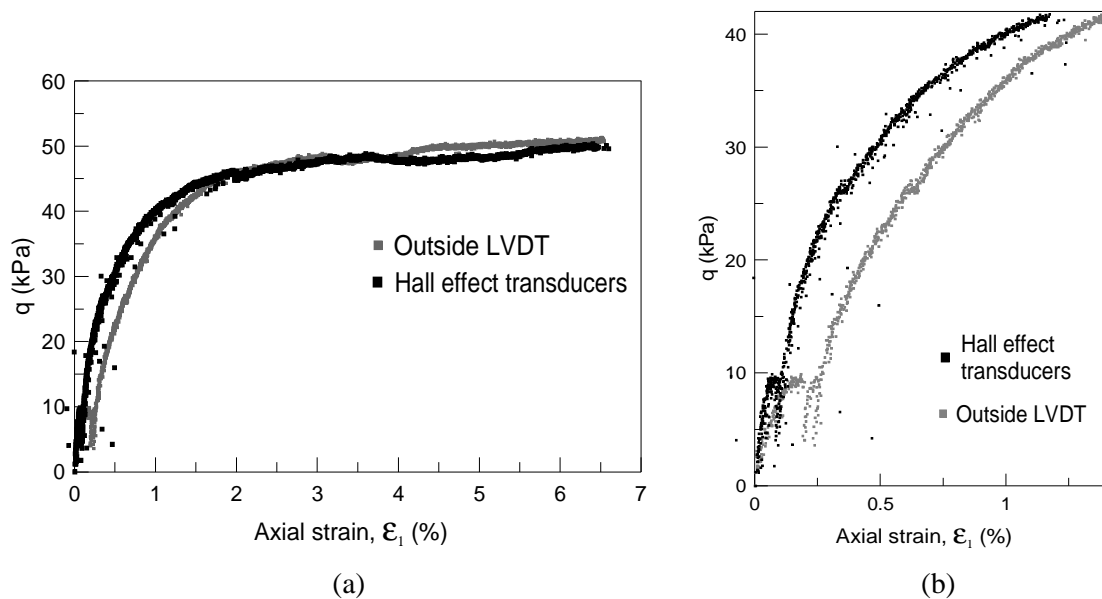 60
50
40
30
20
10
0
q (kPa)
Outside LVDT
Hall effect transducers
0 1 2 3 4 5 6 7
Axial strain, ε1 (%)
(a)
40
30
20
10
0
q (kPa)
Hall effect
transducers
Outside LVDT
0 0.5 1
Axial strain, ε1 (%)
(b)